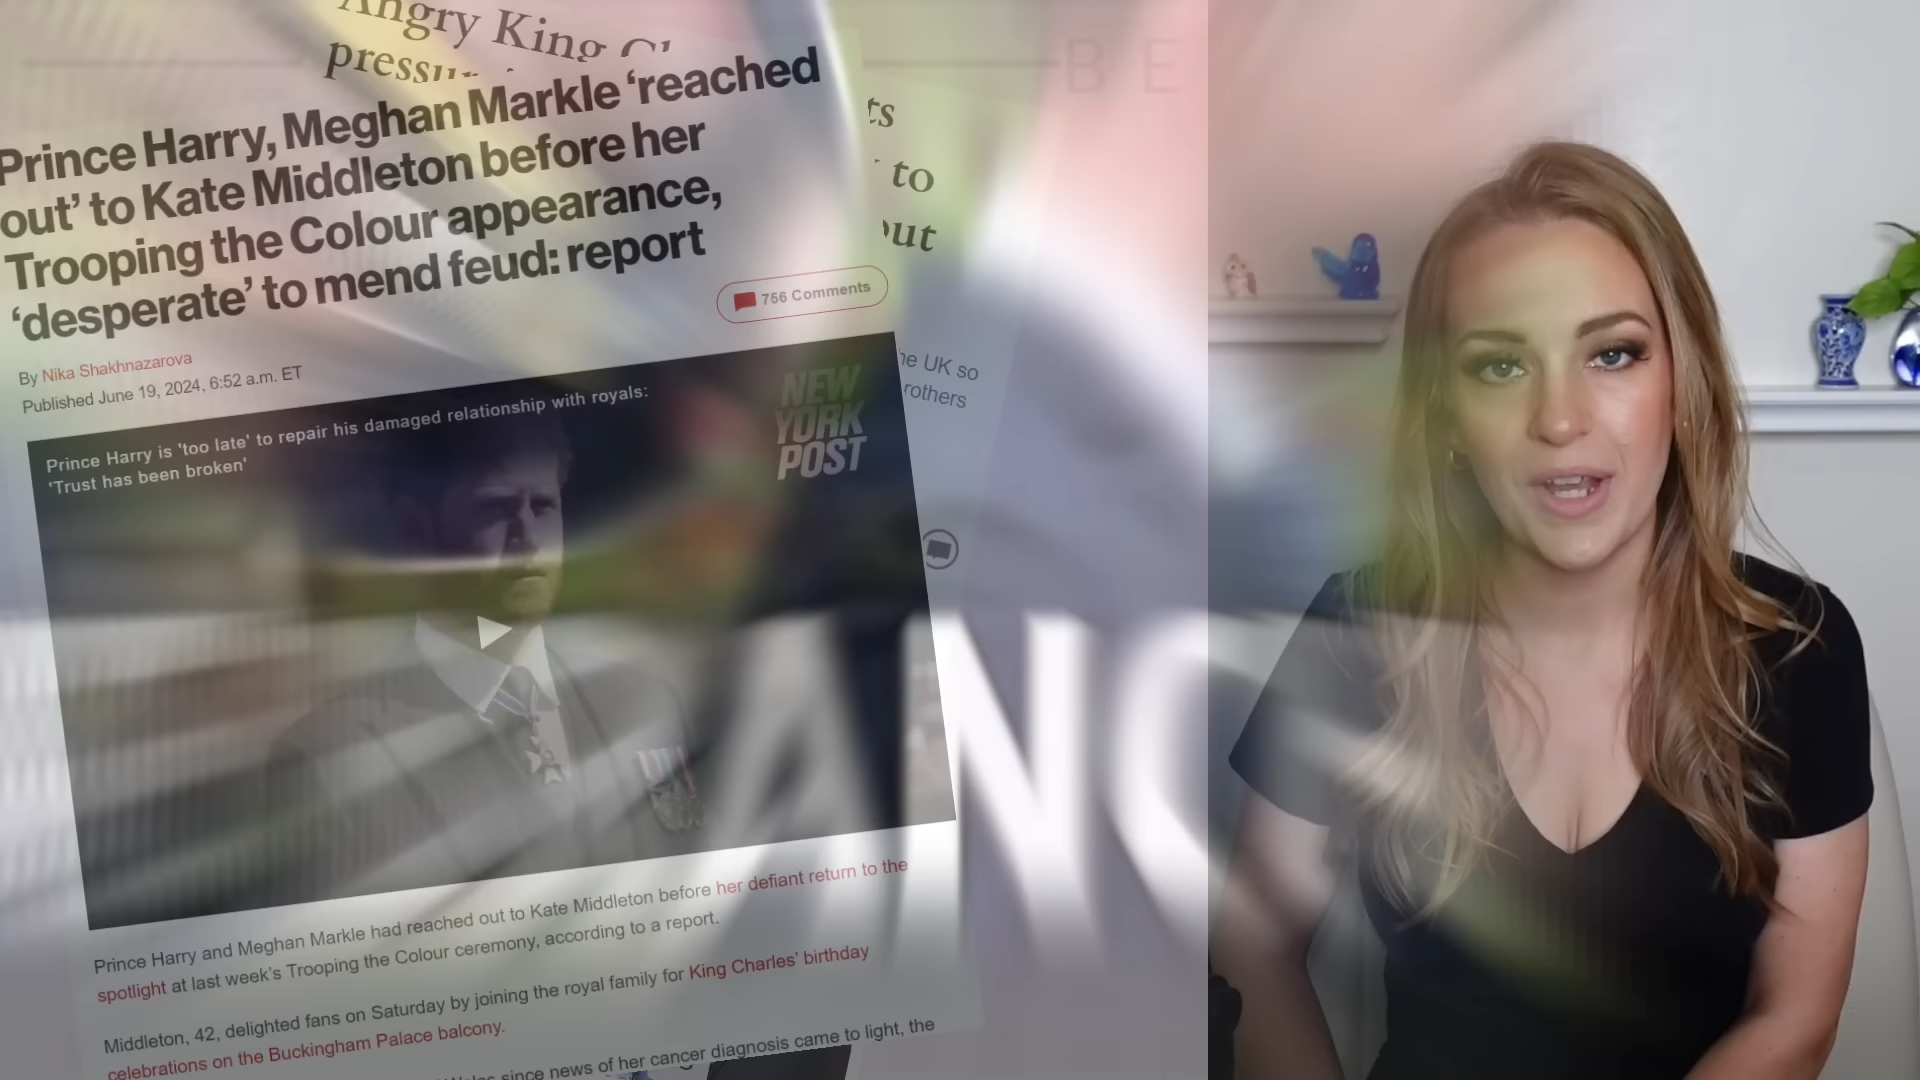 Angry King
Prince Harry, Meghan Markle ‘reached
out’ to Kate Middleton before her
Trooping the Colour appearance,
‘desperate’ to mend feud: report
756 Comments
By Nika Shakhnazarova
Published June 19, 2024, 6:52 a.m. ET
Prince Harry is 'too late' to repair his damaged relationship with royals:
'Trust has been broken'
NEW
YORK
POST
Prince Harry and Meghan Markle had reached out to Kate Middleton before her defiant return to the
spotlight at last week's Trooping the Colour ceremony, according to a report.
Middleton, 42, delighted fans on Saturday by joining the royal family for King Charles' birthday
celebrations on the Buckingham Palace balcony.
since news of her cancer diagnosis came to light, the
to
he UK so